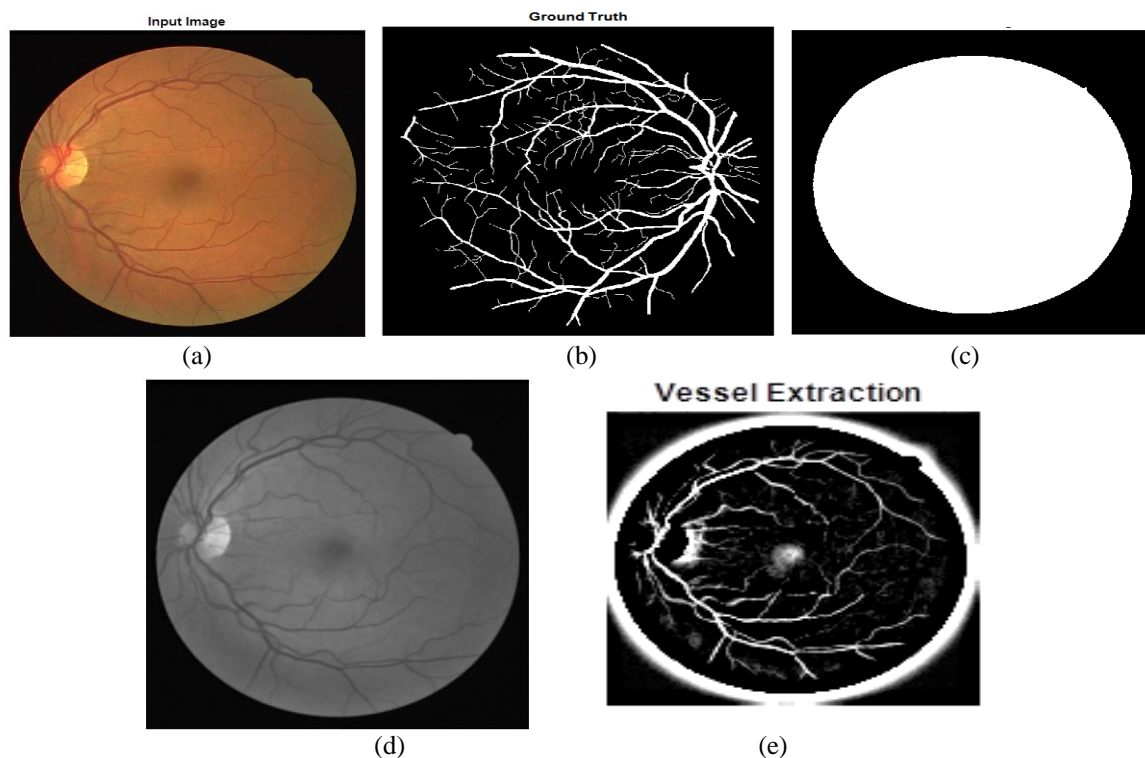 Input Image
Ground Truth
(a)
(b)
(c)
Vessel Extraction
(d)
(e)